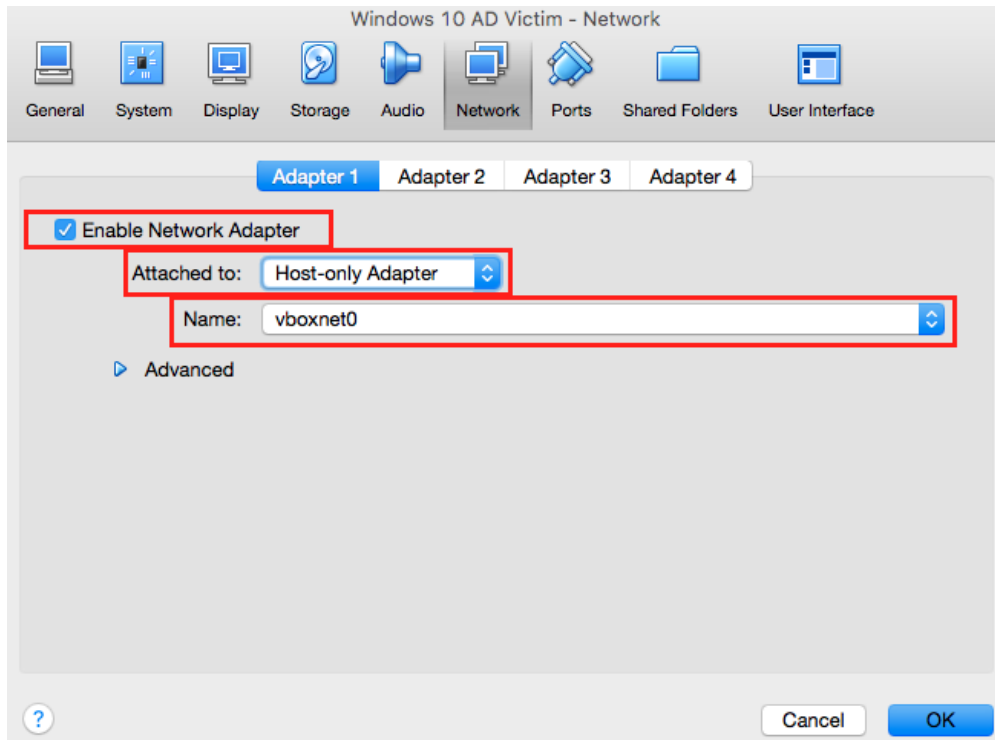 Windows 10 AD Victim - Network
General System Display Storage Audio Network Ports Shared Folders User Interface
Adapter 1 Adapter 2 Adapter 3 Adapter 4
Enable Network Adapter
Attached to: Host-only Adapter
Name: vboxnet0
Advanced
? Cancel OK